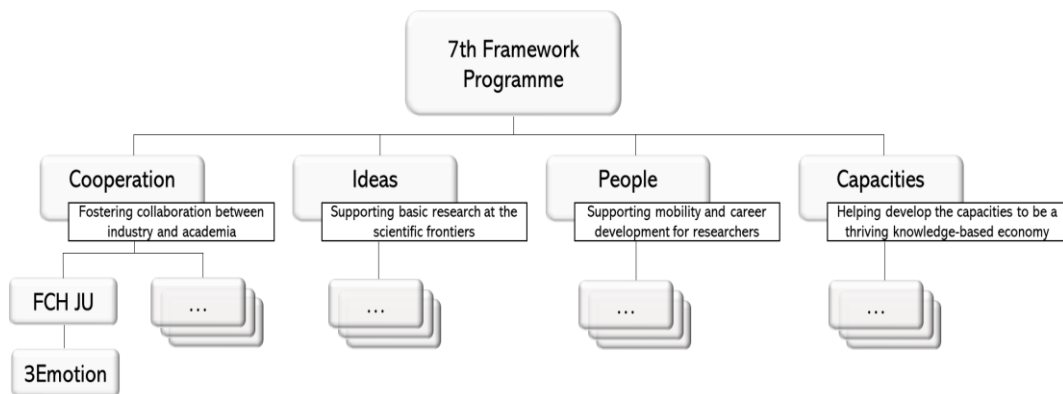 7th Framework
Programme
Cooperation
Fostering collaboration between
industry and academia
Ideas
Supporting basic research at the
scientific frontiers
People
Supporting mobility and career
development for researchers
Capacities
Helping develop the capacities to be a
thriving knowledge-based economy
FCH JU
...
...
...
...
3Emotion